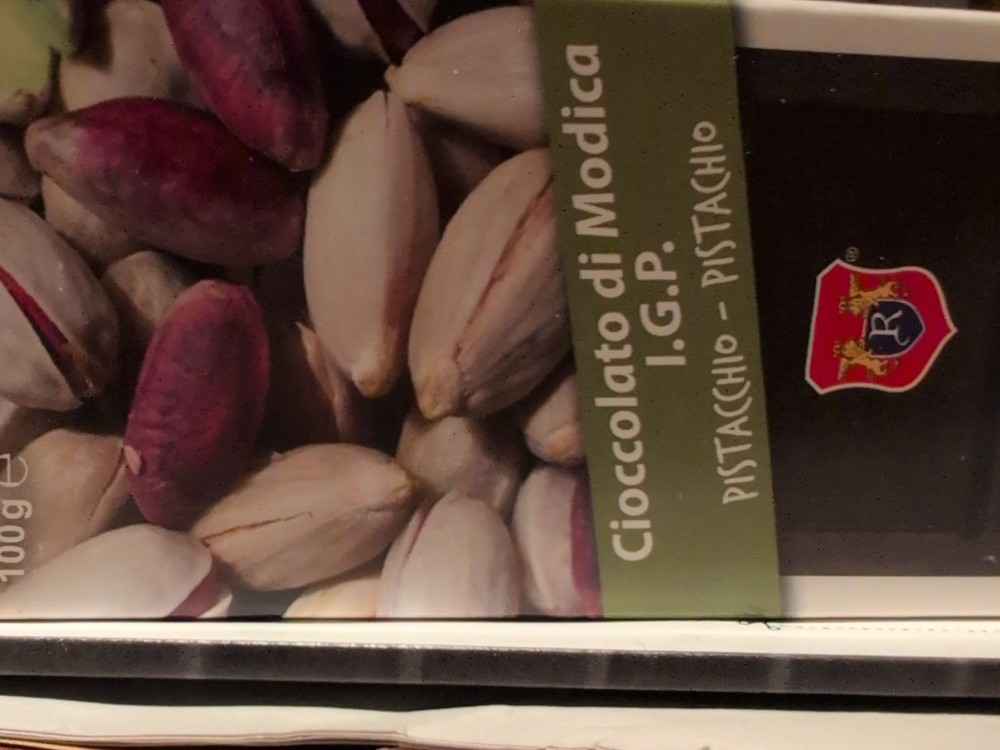 Cioccolato di Modica
I.G.P.
PISTACCHIO - PISTACHIO
R
®
100g ℮